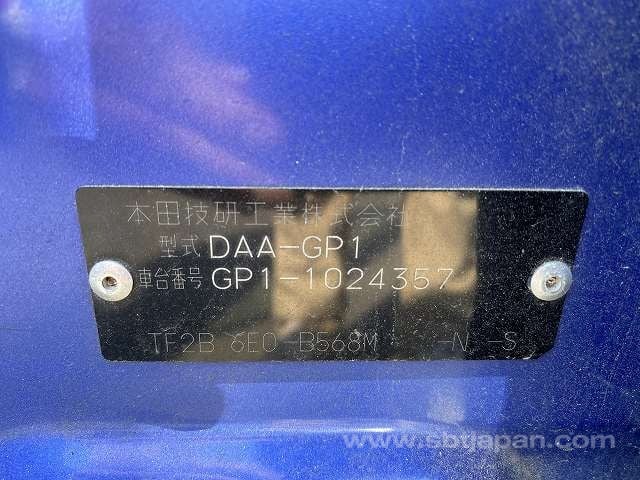 本田技研工業株式会社
型式 DAA-GP1
車台番号 GP1-1024357
TF2B 6E0-B568M -N -S
www.sbtjapan.com